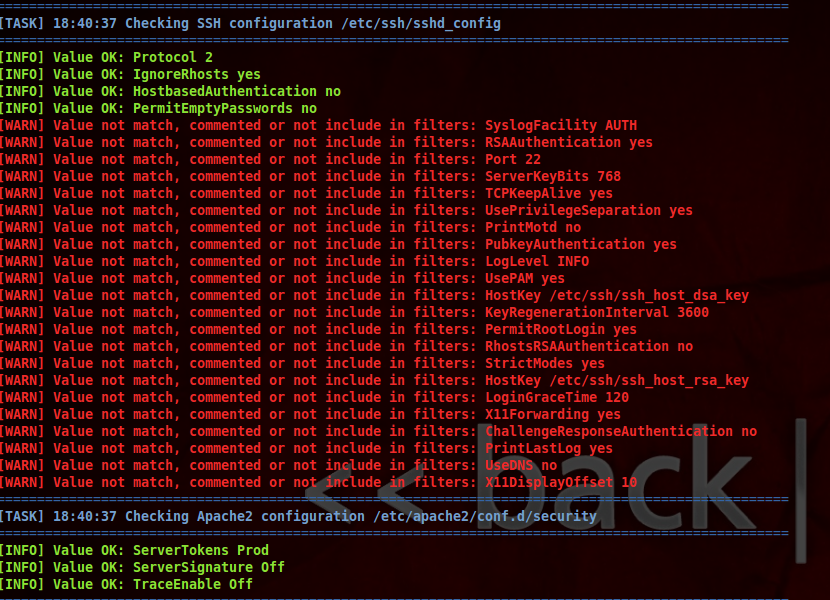 ================================================================================
[TASK] 18:40:37 Checking SSH configuration /etc/ssh/sshd_config
================================================================================
[INFO] Value OK: Protocol 2
[INFO] Value OK: IgnoreRhosts yes
[INFO] Value OK: HostbasedAuthentication no
[INFO] Value OK: PermitEmptyPasswords no
[WARN] Value not match, commented or not include in filters: SyslogFacility AUTH
[WARN] Value not match, commented or not include in filters: RSAAuthentication yes
[WARN] Value not match, commented or not include in filters: Port 22
[WARN] Value not match, commented or not include in filters: ServerKeyBits 768
[WARN] Value not match, commented or not include in filters: TCPKeepAlive yes
[WARN] Value not match, commented or not include in filters: UsePrivilegeSeparation yes
[WARN] Value not match, commented or not include in filters: PrintMotd no
[WARN] Value not match, commented or not include in filters: PubkeyAuthentication yes
[WARN] Value not match, commented or not include in filters: LogLevel INFO
[WARN] Value not match, commented or not include in filters: UsePAM yes
[WARN] Value not match, commented or not include in filters: HostKey /etc/ssh/ssh_host_dsa_key
[WARN] Value not match, commented or not include in filters: KeyRegenerationInterval 3600
[WARN] Value not match, commented or not include in filters: PermitRootLogin yes
[WARN] Value not match, commented or not include in filters: RhostsRSAAuthentication no
[WARN] Value not match, commented or not include in filters: StrictModes yes
[WARN] Value not match, commented or not include in filters: HostKey /etc/ssh/ssh_host_rsa_key
[WARN] Value not match, commented or not include in filters: LoginGraceTime 120
[WARN] Value not match, commented or not include in filters: X11Forwarding yes
[WARN] Value not match, commented or not include in filters: ChallengeResponseAuthentication no
[WARN] Value not match, commented or not include in filters: PrintLastLog yes
[WARN] Value not match, commented or not include in filters: UseDNS no
[WARN] Value not match, commented or not include in filters: X11DisplayOffset 10
<< back |
================================================================================
[TASK] 18:40:37 Checking Apache2 configuration /etc/apache2/conf.d/security
================================================================================
[INFO] Value OK: ServerTokens Prod
[INFO] Value OK: ServerSignature Off
[INFO] Value OK: TraceEnable Off
================================================================================